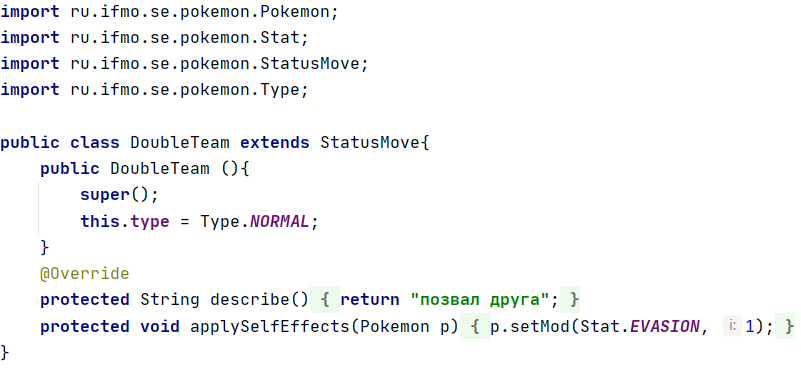 import ru.ifmo.se.pokemon.Pokemon;
import ru.ifmo.se.pokemon.Stat;
import ru.ifmo.se.pokemon.StatusMove;
import ru.ifmo.se.pokemon.Type;

public class DoubleTeam extends StatusMove{
    public DoubleTeam (){
        super();
        this.type = Type.NORMAL;
    }
    @Override
    protected String describe() { return "позвал друга"; }
    protected void applySelfEffects(Pokemon p) { p.setMod(Stat.EVASION, i: 1); }
}